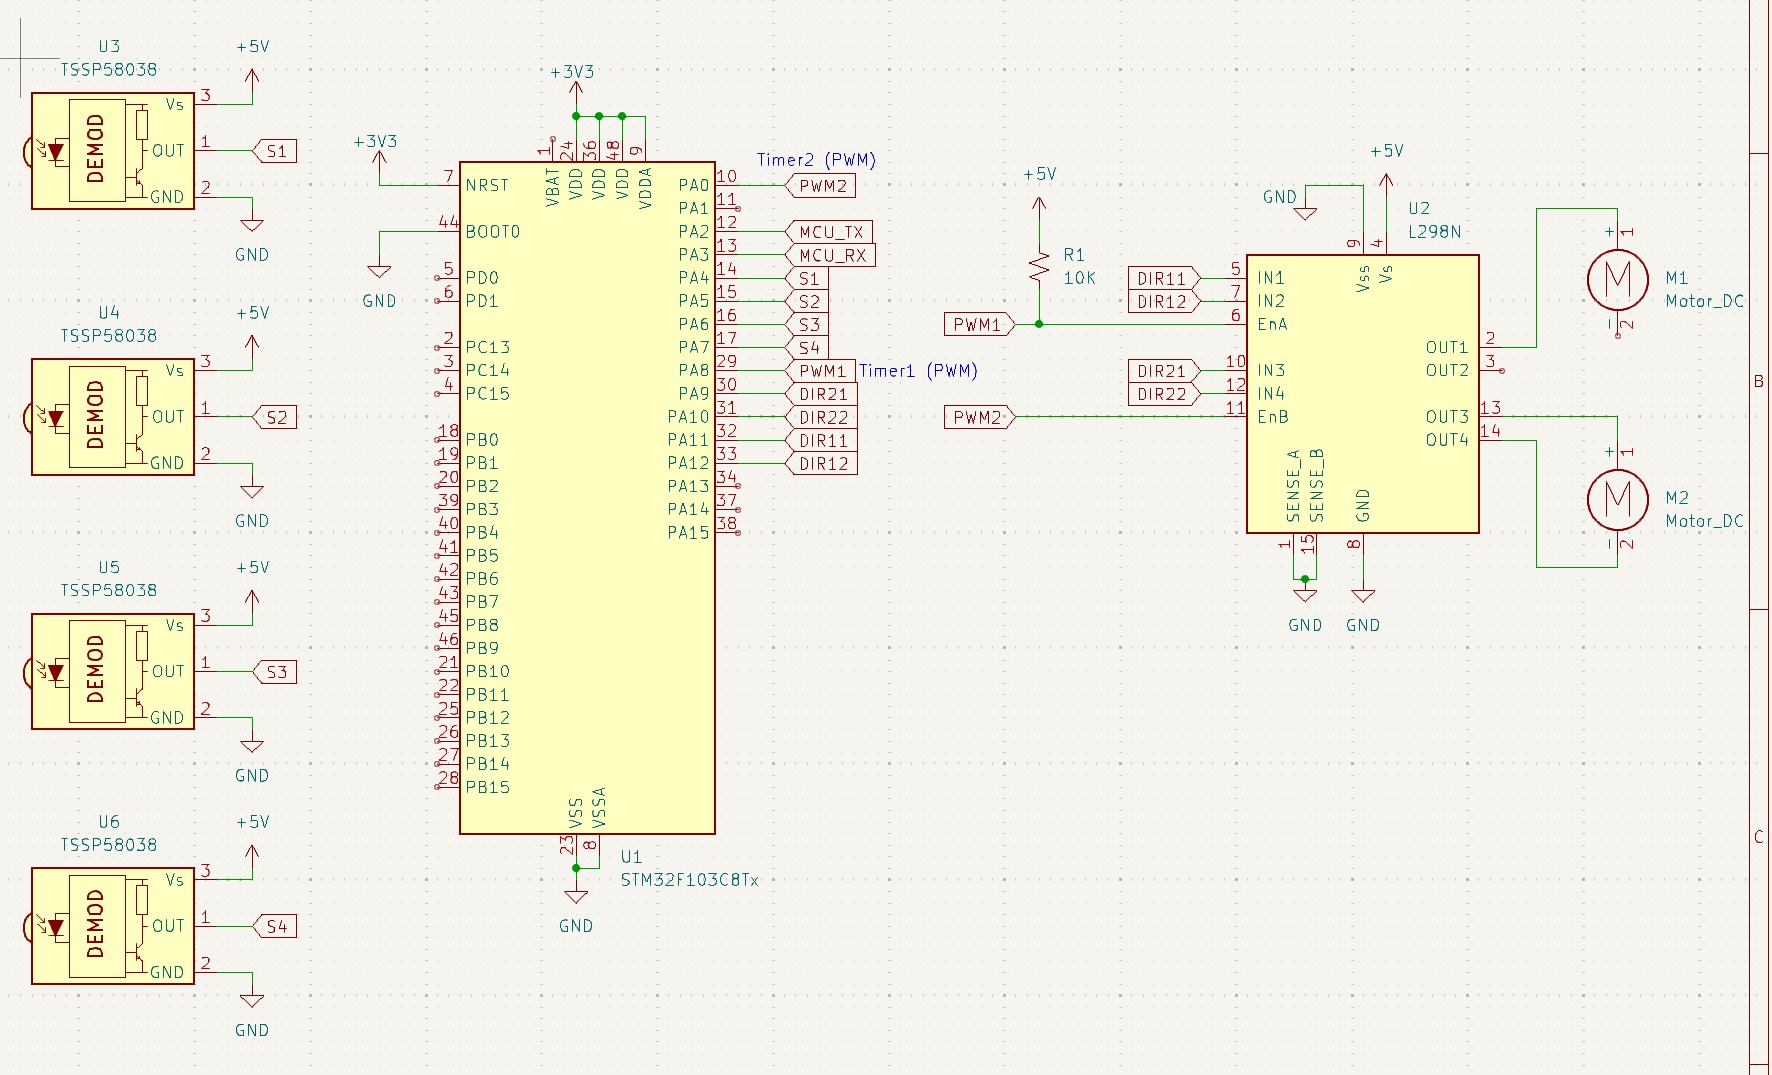 U3
TSSP58038
+5V
DEMOD
Vs 3
OUT 1
GND 2
S1
GND
U4
TSSP58038
+5V
DEMOD
Vs 3
OUT 1
GND 2
S2
GND
U5
TSSP58038
+5V
DEMOD
Vs 3
OUT 1
GND 2
S3
GND
U6
TSSP58038
+5V
DEMOD
Vs 3
OUT 1
GND 2
S4
GND
+3V3
+3V3
GND
1 VBAT
24 VDD
36 VDD
48 VDD
9 VDDA
7 NRST
44 BOOT0
5 PD0
6 PD1
2 PC13
3 PC14
4 PC15
18 PB0
19 PB1
20 PB2
39 PB3
40 PB4
41 PB5
42 PB6
43 PB7
45 PB8
46 PB9
21 PB10
22 PB11
25 PB12
26 PB13
27 PB14
28 PB15
Timer2 (PWM)
PA0 10 PWM2
PA1 11
PA2 12 MCU_TX
PA3 13 MCU_RX
PA4 14 S1
PA5 15 S2
PA6 16 S3
PA7 17 S4
PA8 29 PWM1 Timer1 (PWM)
PA9 30 DIR21
PA10 31 DIR22
PA11 32 DIR11
PA12 33 DIR12
PA13 34
PA14 37
PA15 38
VSS 23
VSSA 8
U1
STM32F103C8Tx
GND
+5V
R1
10K
PWM1
PWM2
GND
+5V
U2
L298N
9 Vss
4 Vs
DIR11 5 IN1
DIR12 7 IN2
6 EnA
DIR21 10 IN3
DIR22 12 IN4
11 EnB
OUT1 2
OUT2 3
OUT3 13
OUT4 14
SENSE_A 1
SENSE_B 15
GND 8
GND
GND
+ 1
M
M1
Motor_DC
- 2
+ 1
M
M2
Motor_DC
- 2
B
C